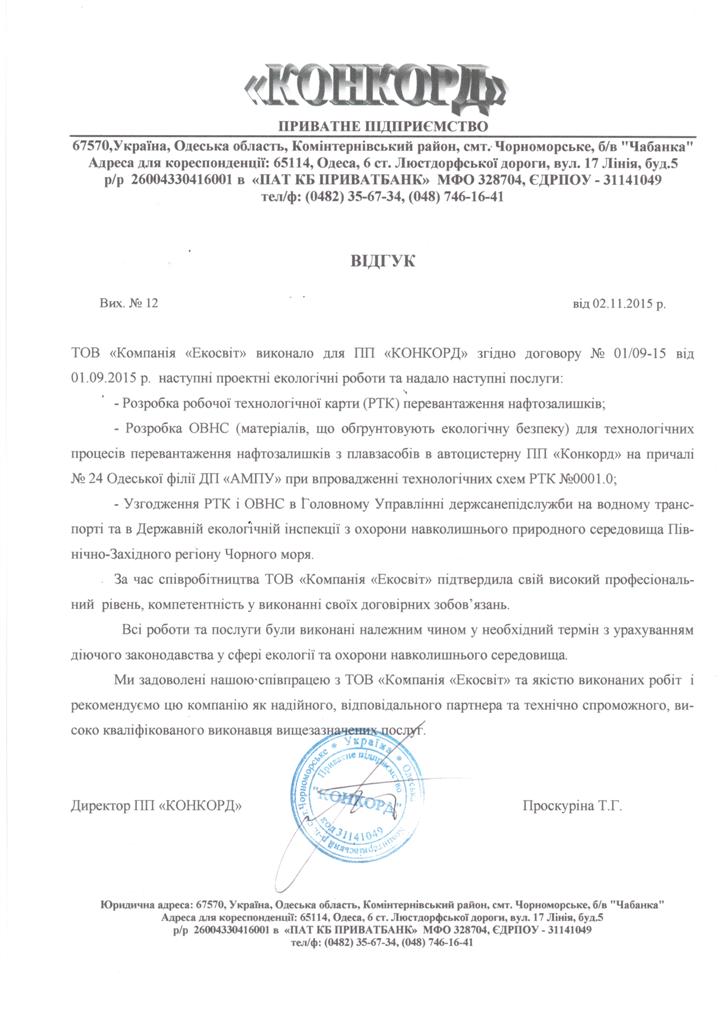 «КОНКОРД»
ПРИВАТНЕ ПІДПРИЄМСТВО
67570,Україна, Одеська область, Комінтернівський район, смт. Чорноморське, б/в "Чабанка"
Адреса для кореспонденції: 65114, Одеса, 6 ст. Люстдорфської дороги, вул. 17 Лінія, буд.5
р/р 26004330416001 в «ПАТ КБ ПРИВАТБАНК» МФО 328704, ЄДРПОУ - 31141049
тел/ф: (0482) 35-67-34, (048) 746-16-41
ВІДГУК
Вих. № 12 від 02.11.2015 р.
ТОВ «Компанія «Екосвіт» виконало для ПП «КОНКОРД» згідно договору № 01/09-15 від
01.09.2015 р. наступні проектні екологічні роботи та надало наступні послуги:
- Розробка робочої технологічної карти (РТК) перевантаження нафтозалишків;
- Розробка ОВНС (матеріалів, що обґрунтовують екологічну безпеку) для технологічних
процесів перевантаження нафтозалишків з плавзасобів в автоцистерну ПП «Конкорд» на причалі
№ 24 Одеської філії ДП «АМПУ» при впровадженні технологічних схем РТК №0001.0;
- Узгодження РТК і ОВНС в Головному Управлінні держсанепідслужби на водному транс-
порті та в Державній екологічній інспекції з охорони навколишнього природного середовища Пів-
нічно-Західного регіону Чорного моря.
За час співробітництва ТОВ «Компанія «Екосвіт» підтвердила свій високий професіональ-
ний рівень, компетентність у виконанні своїх договірних зобов’язань.
Всі роботи та послуги були виконані належним чином у необхідний термін з урахуванням
діючого законодавства у сфері екології та охорони навколишнього середовища.
Ми задоволені нашою співпрацею з ТОВ «Компанія «Екосвіт» та якістю виконаних робіт і
рекомендуємо цю компанію як надійного, відповідального партнера та технічно спроможного, ви-
соко кваліфікованого виконавця вищезазначених послуг.
Україна * Одеська
Комінтернівський р-н, смт.Чорноморське *
Приватне підприємство
"КОНКОРД"
код 31141049
Директор ПП «КОНКОРД» Проскуріна Т.Г.
Юридична адреса: 67570, Україна, Одеська область, Комінтернівський район, смт. Чорноморське, б/в "Чабанка"
Адреса для кореспонденції: 65114, Одеса, 6 ст. Люстдорфської дороги, вул. 17 Лінія, буд.5
р/р 26004330416001 в «ПАТ КБ ПРИВАТБАНК» МФО 328704, ЄДРПОУ - 31141049
тел/ф: (0482) 35-67-34, (048) 746-16-41